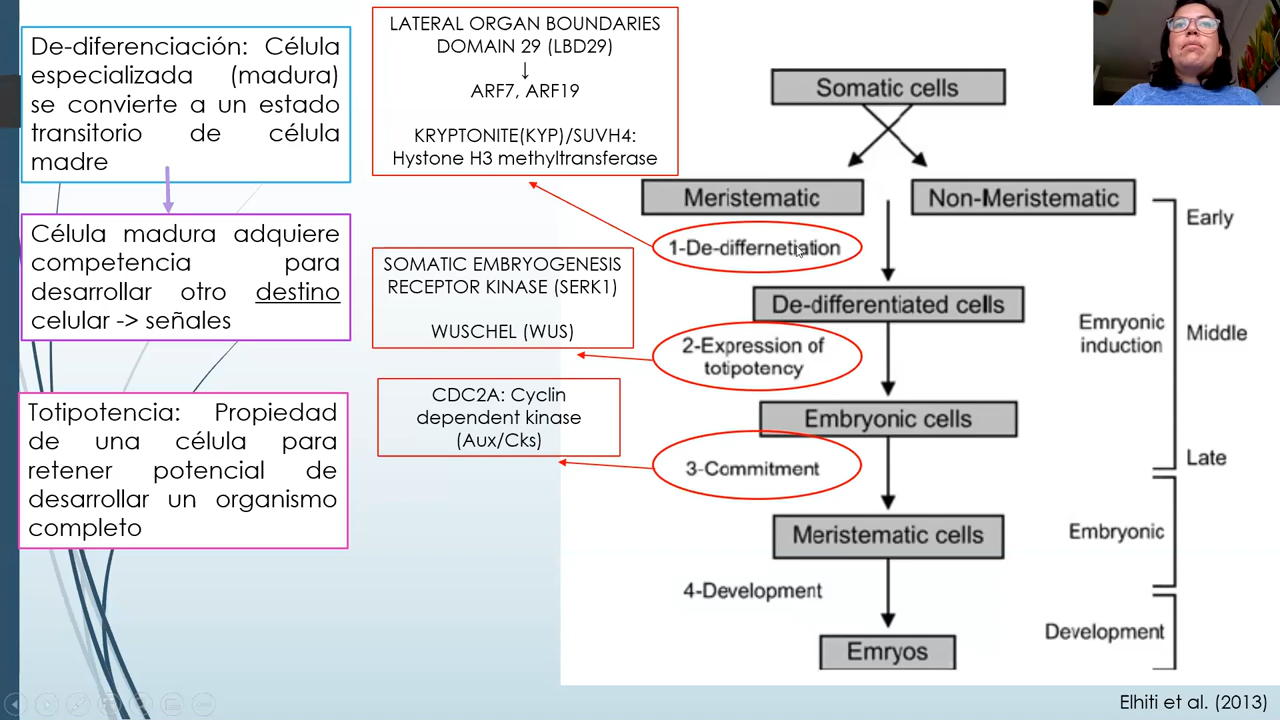 De-diferenciación: Célula
especializada (madura)
se convierte a un estado
transitorio de célula
madre
Célula madura adquiere
competencia para
desarrollar otro destino
celular -> señales
Totipotencia: Propiedad
de una célula para
retener potencial de
desarrollar un organismo
completo
LATERAL ORGAN BOUNDARIES
DOMAIN 29 (LBD29)
↓
ARF7, ARF19
KRYPTONITE(KYP)/SUVH4:
Hystone H3 methyltransferase
SOMATIC EMBRYOGENESIS
RECEPTOR KINASE (SERK1)
WUSCHEL (WUS)
CDC2A: Cyclin
dependent kinase
(Aux/Cks)
Somatic cells
Meristematic
Non-Meristematic
1-De-differnetiation
De-differentiated cells
2-Expression of
totipotency
Embryonic cells
3-Commitment
Meristematic cells
4-Development
Emryos
Early
Emryonic
induction
Middle
Late
Embryonic
Development
Elhiti et al. (2013)